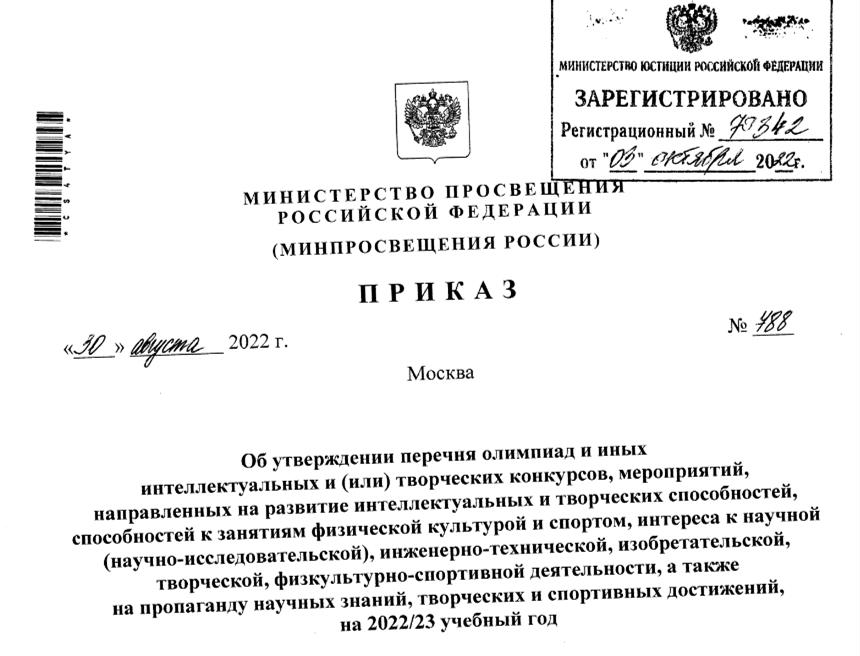 МИНИСТЕРСТВО ЮСТИЦИИ РОССИЙСКОЙ ФЕДЕРАЦИИ
ЗАРЕГИСТРИРОВАНО
Регистрационный № 70342
от "03" октября 2022г.
*CS4TYA*
МИНИСТЕРСТВО ПРОСВЕЩЕНИЯ
РОССИЙСКОЙ ФЕДЕРАЦИИ
(МИНПРОСВЕЩЕНИЯ РОССИИ)
ПРИКАЗ
«30» августа 2022 г.
№ 788
Москва
Об утверждении перечня олимпиад и иных
интеллектуальных и (или) творческих конкурсов, мероприятий,
направленных на развитие интеллектуальных и творческих способностей,
способностей к занятиям физической культурой и спортом, интереса к научной
(научно-исследовательской), инженерно-технической, изобретательской,
творческой, физкультурно-спортивной деятельности, а также
на пропаганду научных знаний, творческих и спортивных достижений,
на 2022/23 учебный год